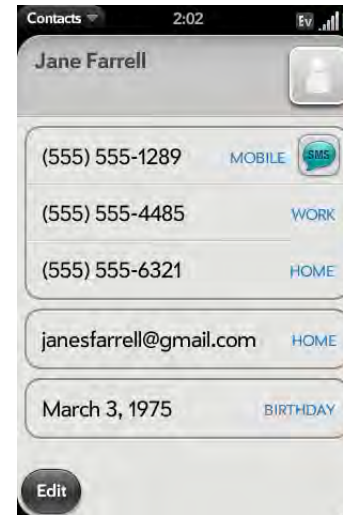 Contacts 2:02 Ev
Jane Farrell
(555) 555-1289 MOBILE SMS
(555) 555-4485 WORK
(555) 555-6321 HOME
janesfarrell@gmail.com HOME
March 3, 1975 BIRTHDAY
Edit